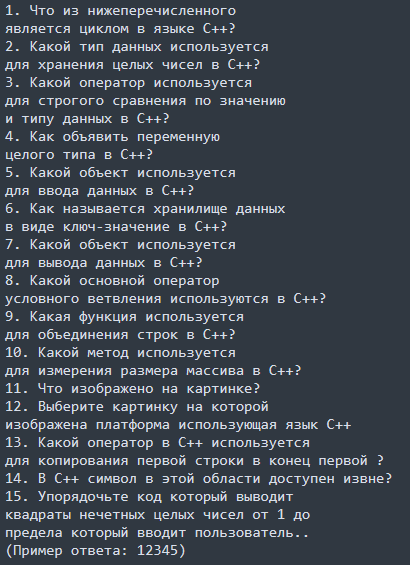 1. Что из нижеперечисленного
является циклом в языке C++?
2. Какой тип данных используется
для хранения целых чисел в C++?
3. Какой оператор используется
для строгого сравнения по значению
и типу данных в C++?
4. Как объявить переменную
целого типа в C++?
5. Какой объект используется
для ввода данных в C++?
6. Как называется хранилище данных
в виде ключ-значение в C++?
7. Какой объект используется
для вывода данных в C++?
8. Какой основной оператор
условного ветвления используются в C++?
9. Какая функция используется
для объединения строк в C++?
10. Какой метод используется
для измерения размера массива в C++?
11. Что изображено на картинке?
12. Выберите картинку на которой
изображена платформа использующая язык C++
13. Какой оператор в C++ используется
для копирования первой строки в конец первой ?
14. В C++ символ в этой области доступен извне?
15. Упорядочьте код который выводит
квадраты нечетных целых чисел от 1 до
предела который вводит пользователь..
(Пример ответа: 12345)